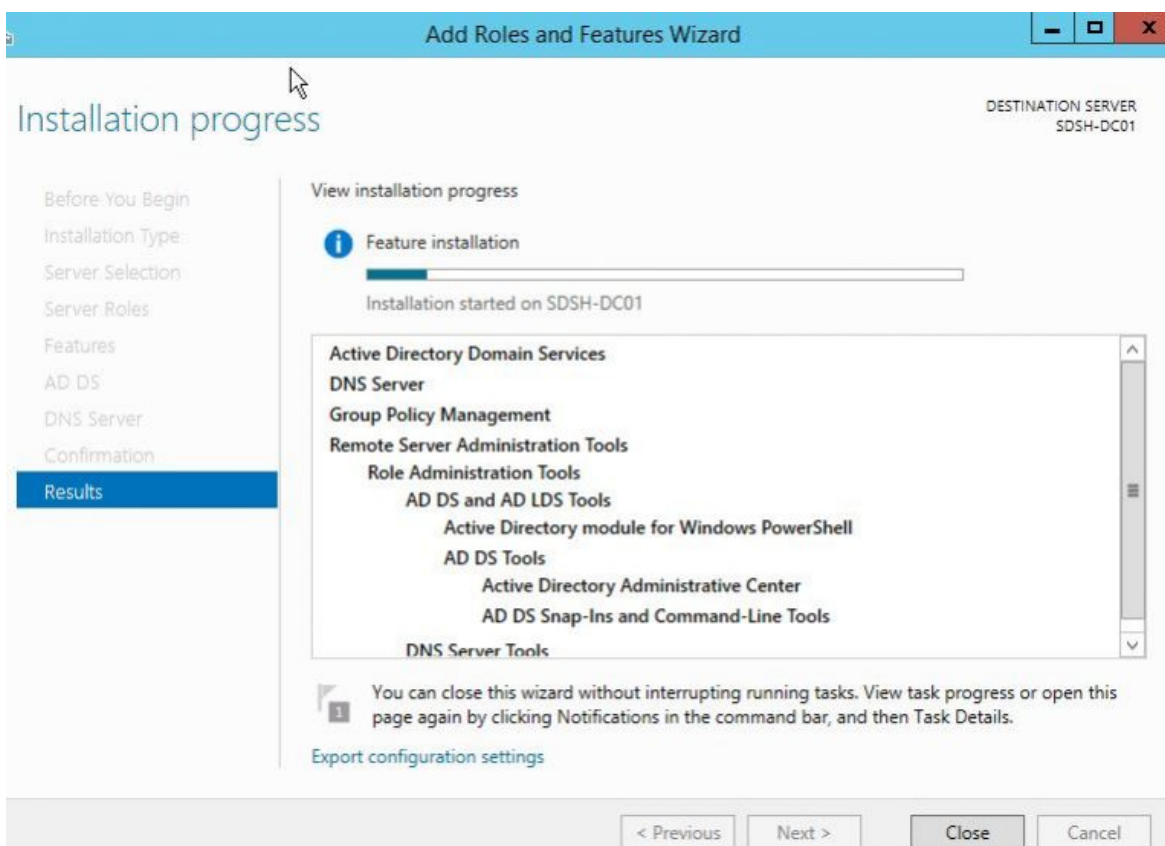 Add Roles and Features Wizard
Installation progress
DESTINATION SERVER
SDSH-DC01
Before You Begin
Installation Type
Server Selection
Server Roles
Features
AD DS
DNS Server
Confirmation
Results
View installation progress
Feature installation
Installation started on SDSH-DC01
Active Directory Domain Services
DNS Server
Group Policy Management
Remote Server Administration Tools
Role Administration Tools
AD DS and AD LDS Tools
Active Directory module for Windows PowerShell
AD DS Tools
Active Directory Administrative Center
AD DS Snap-Ins and Command-Line Tools
DNS Server Tools
1
You can close this wizard without interrupting running tasks. View task progress or open this
page again by clicking Notifications in the command bar, and then Task Details.
Export configuration settings
< Previous
Next >
Close
Cancel